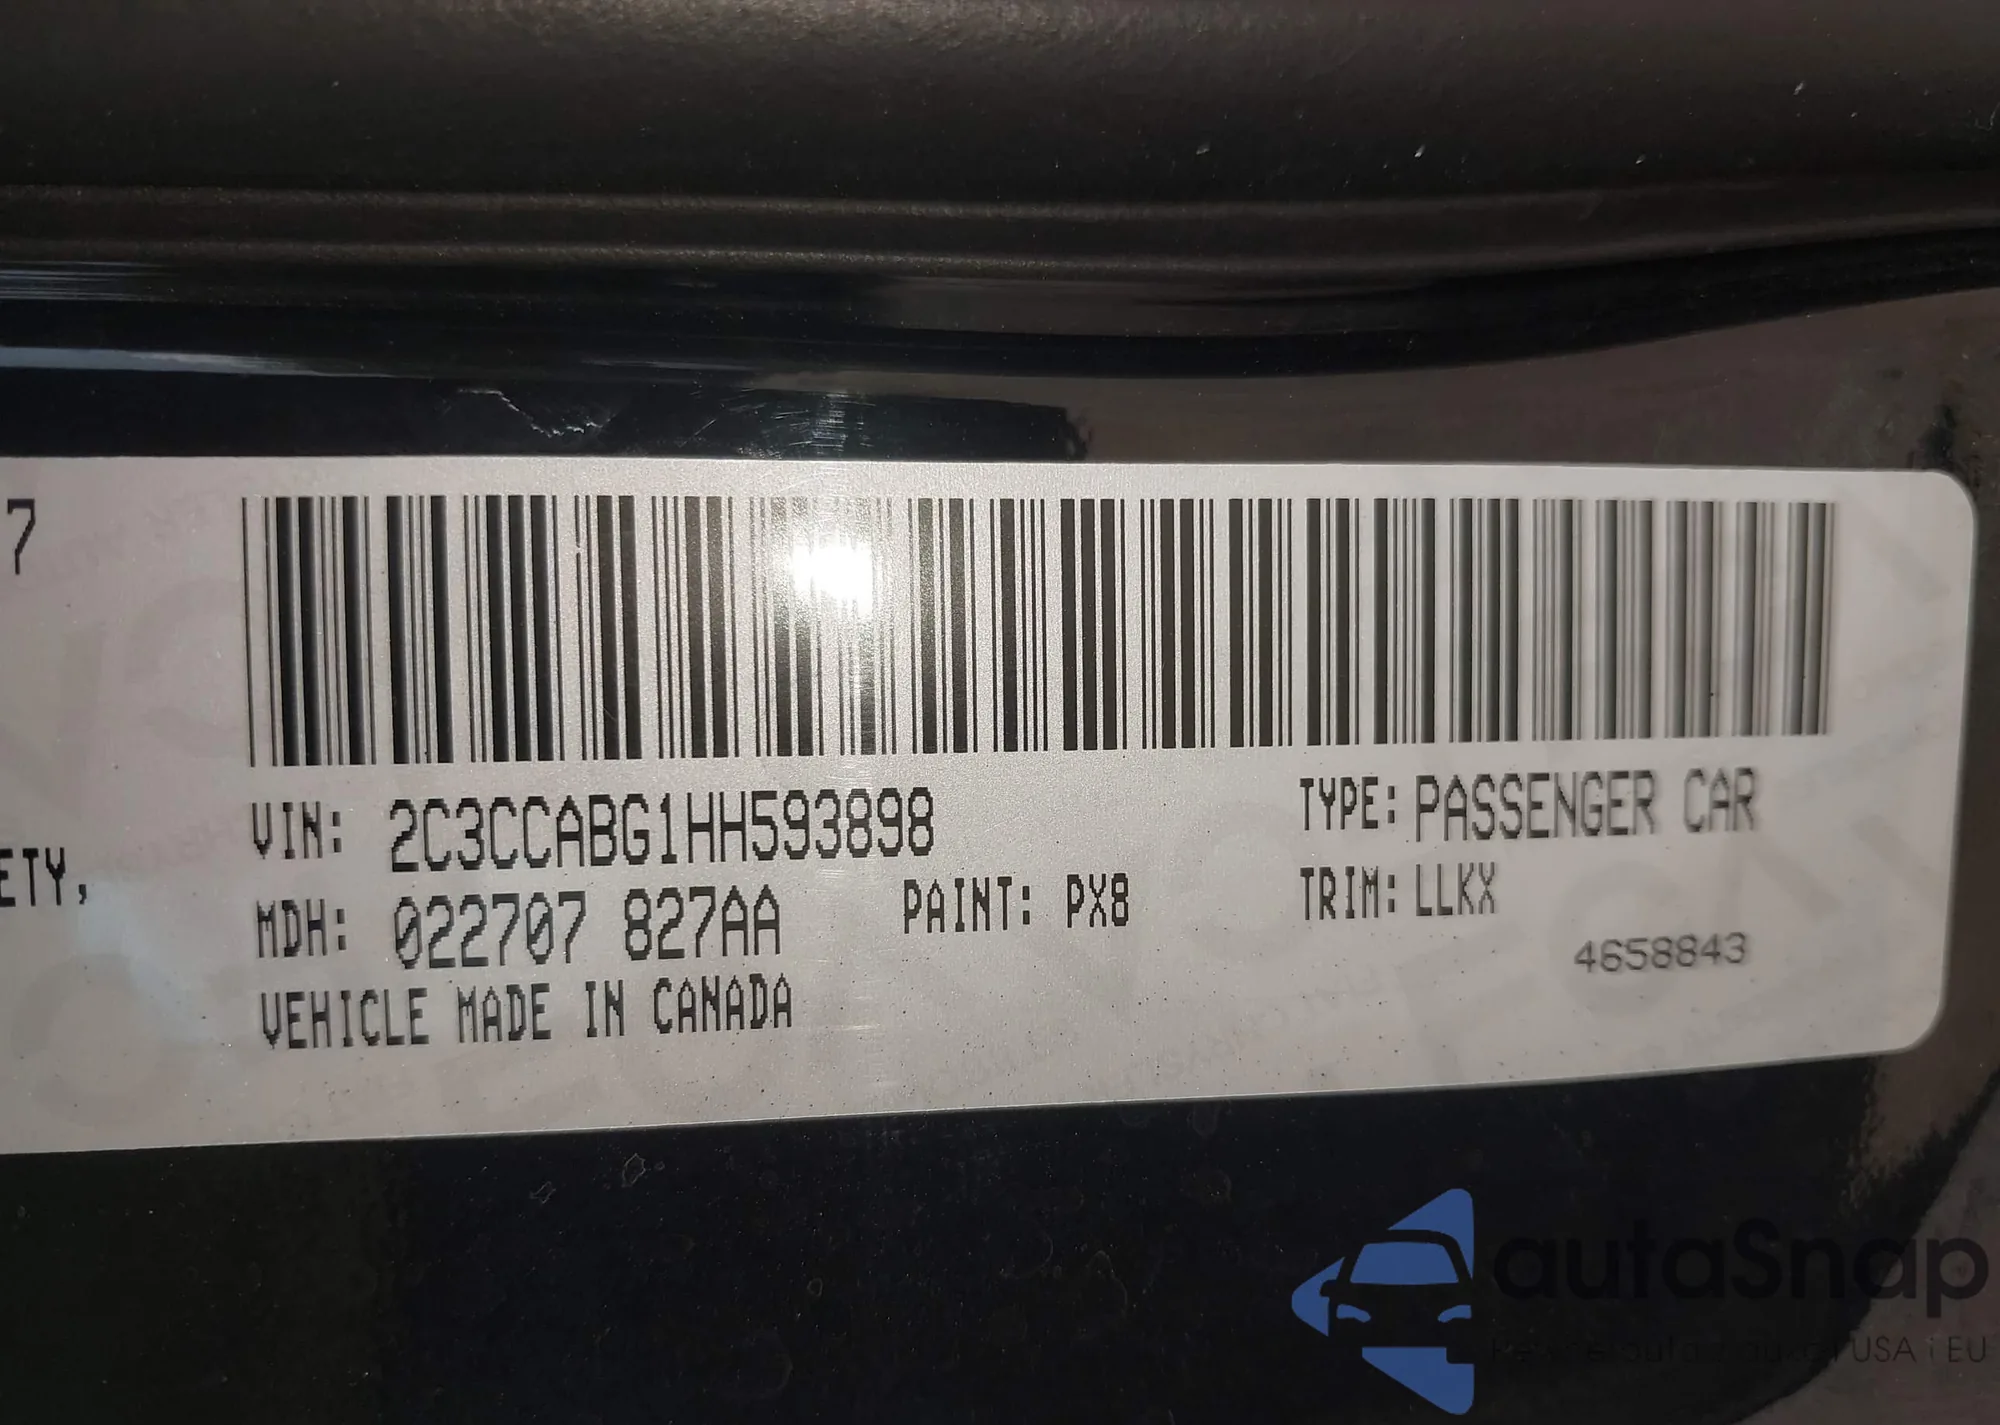 7
ETY,
VIN: 2C3CCABG1HH593898
TYPE: PASSENGER CAR
MDH: 022707 827AA
PAINT: PX8
TRIM: LLKX
4658843
VEHICLE MADE IN CANADA
autaSnap
USA i EU